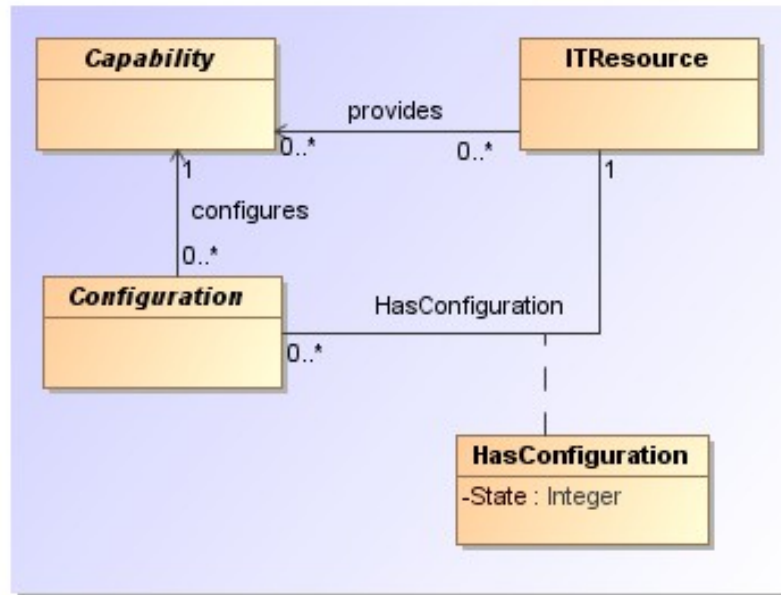 Capability
ITResource
provides
0..*
0..*
1
1
configures
0..*
Configuration
HasConfiguration
0..*
HasConfiguration
-State : Integer